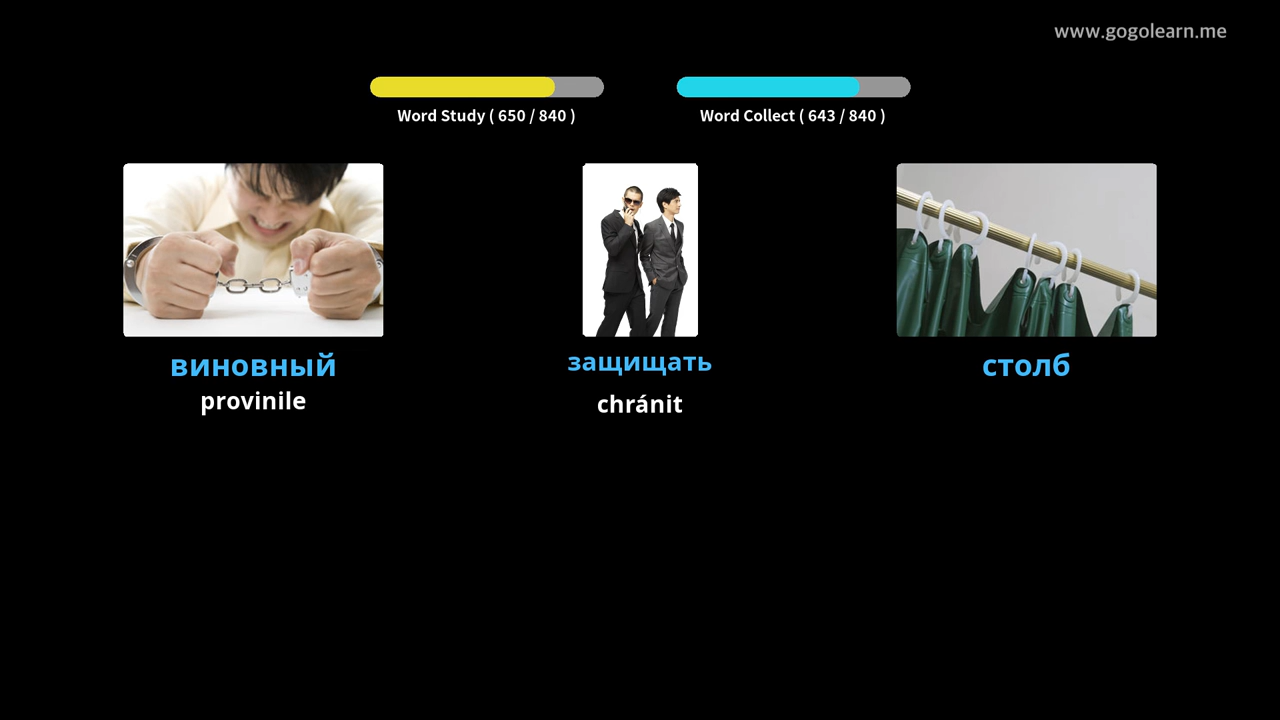 www.gogolearn.me
Word Study ( 650 / 840 )
Word Collect ( 643 / 840 )
виновный
provinile
защищать
chránit
столб